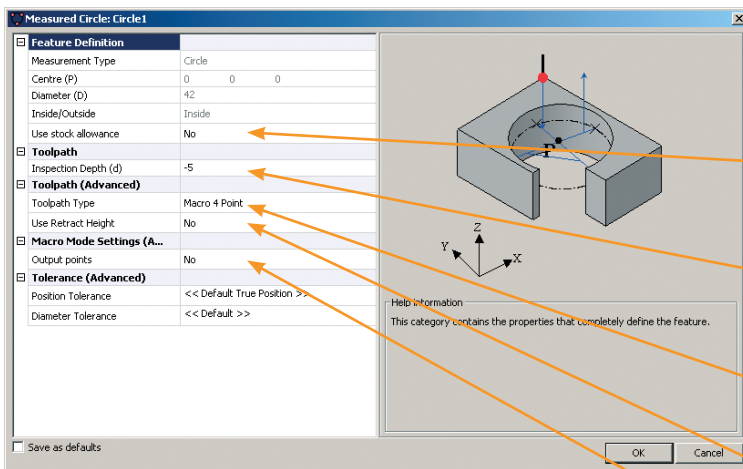 Measured Circle: Circle1
Feature Definition
Measurement Type Circle
Centre (P) 0 0 0
Diameter (D) 42
Inside/Outside Inside
Use stock allowance No
Toolpath
Inspection Depth (d) -5
Toolpath (Advanced)
Toolpath Type Macro 4 Point
Use Retract Height No
Macro Mode Settings (A...
Output points No
Tolerance (Advanced)
Position Tolerance << Default True Position >>
Diameter Tolerance << Default >>
P
Z
Y
X
Help Information
This category contains the properties that completely define the feature.
Save as defaults
OK Cancel